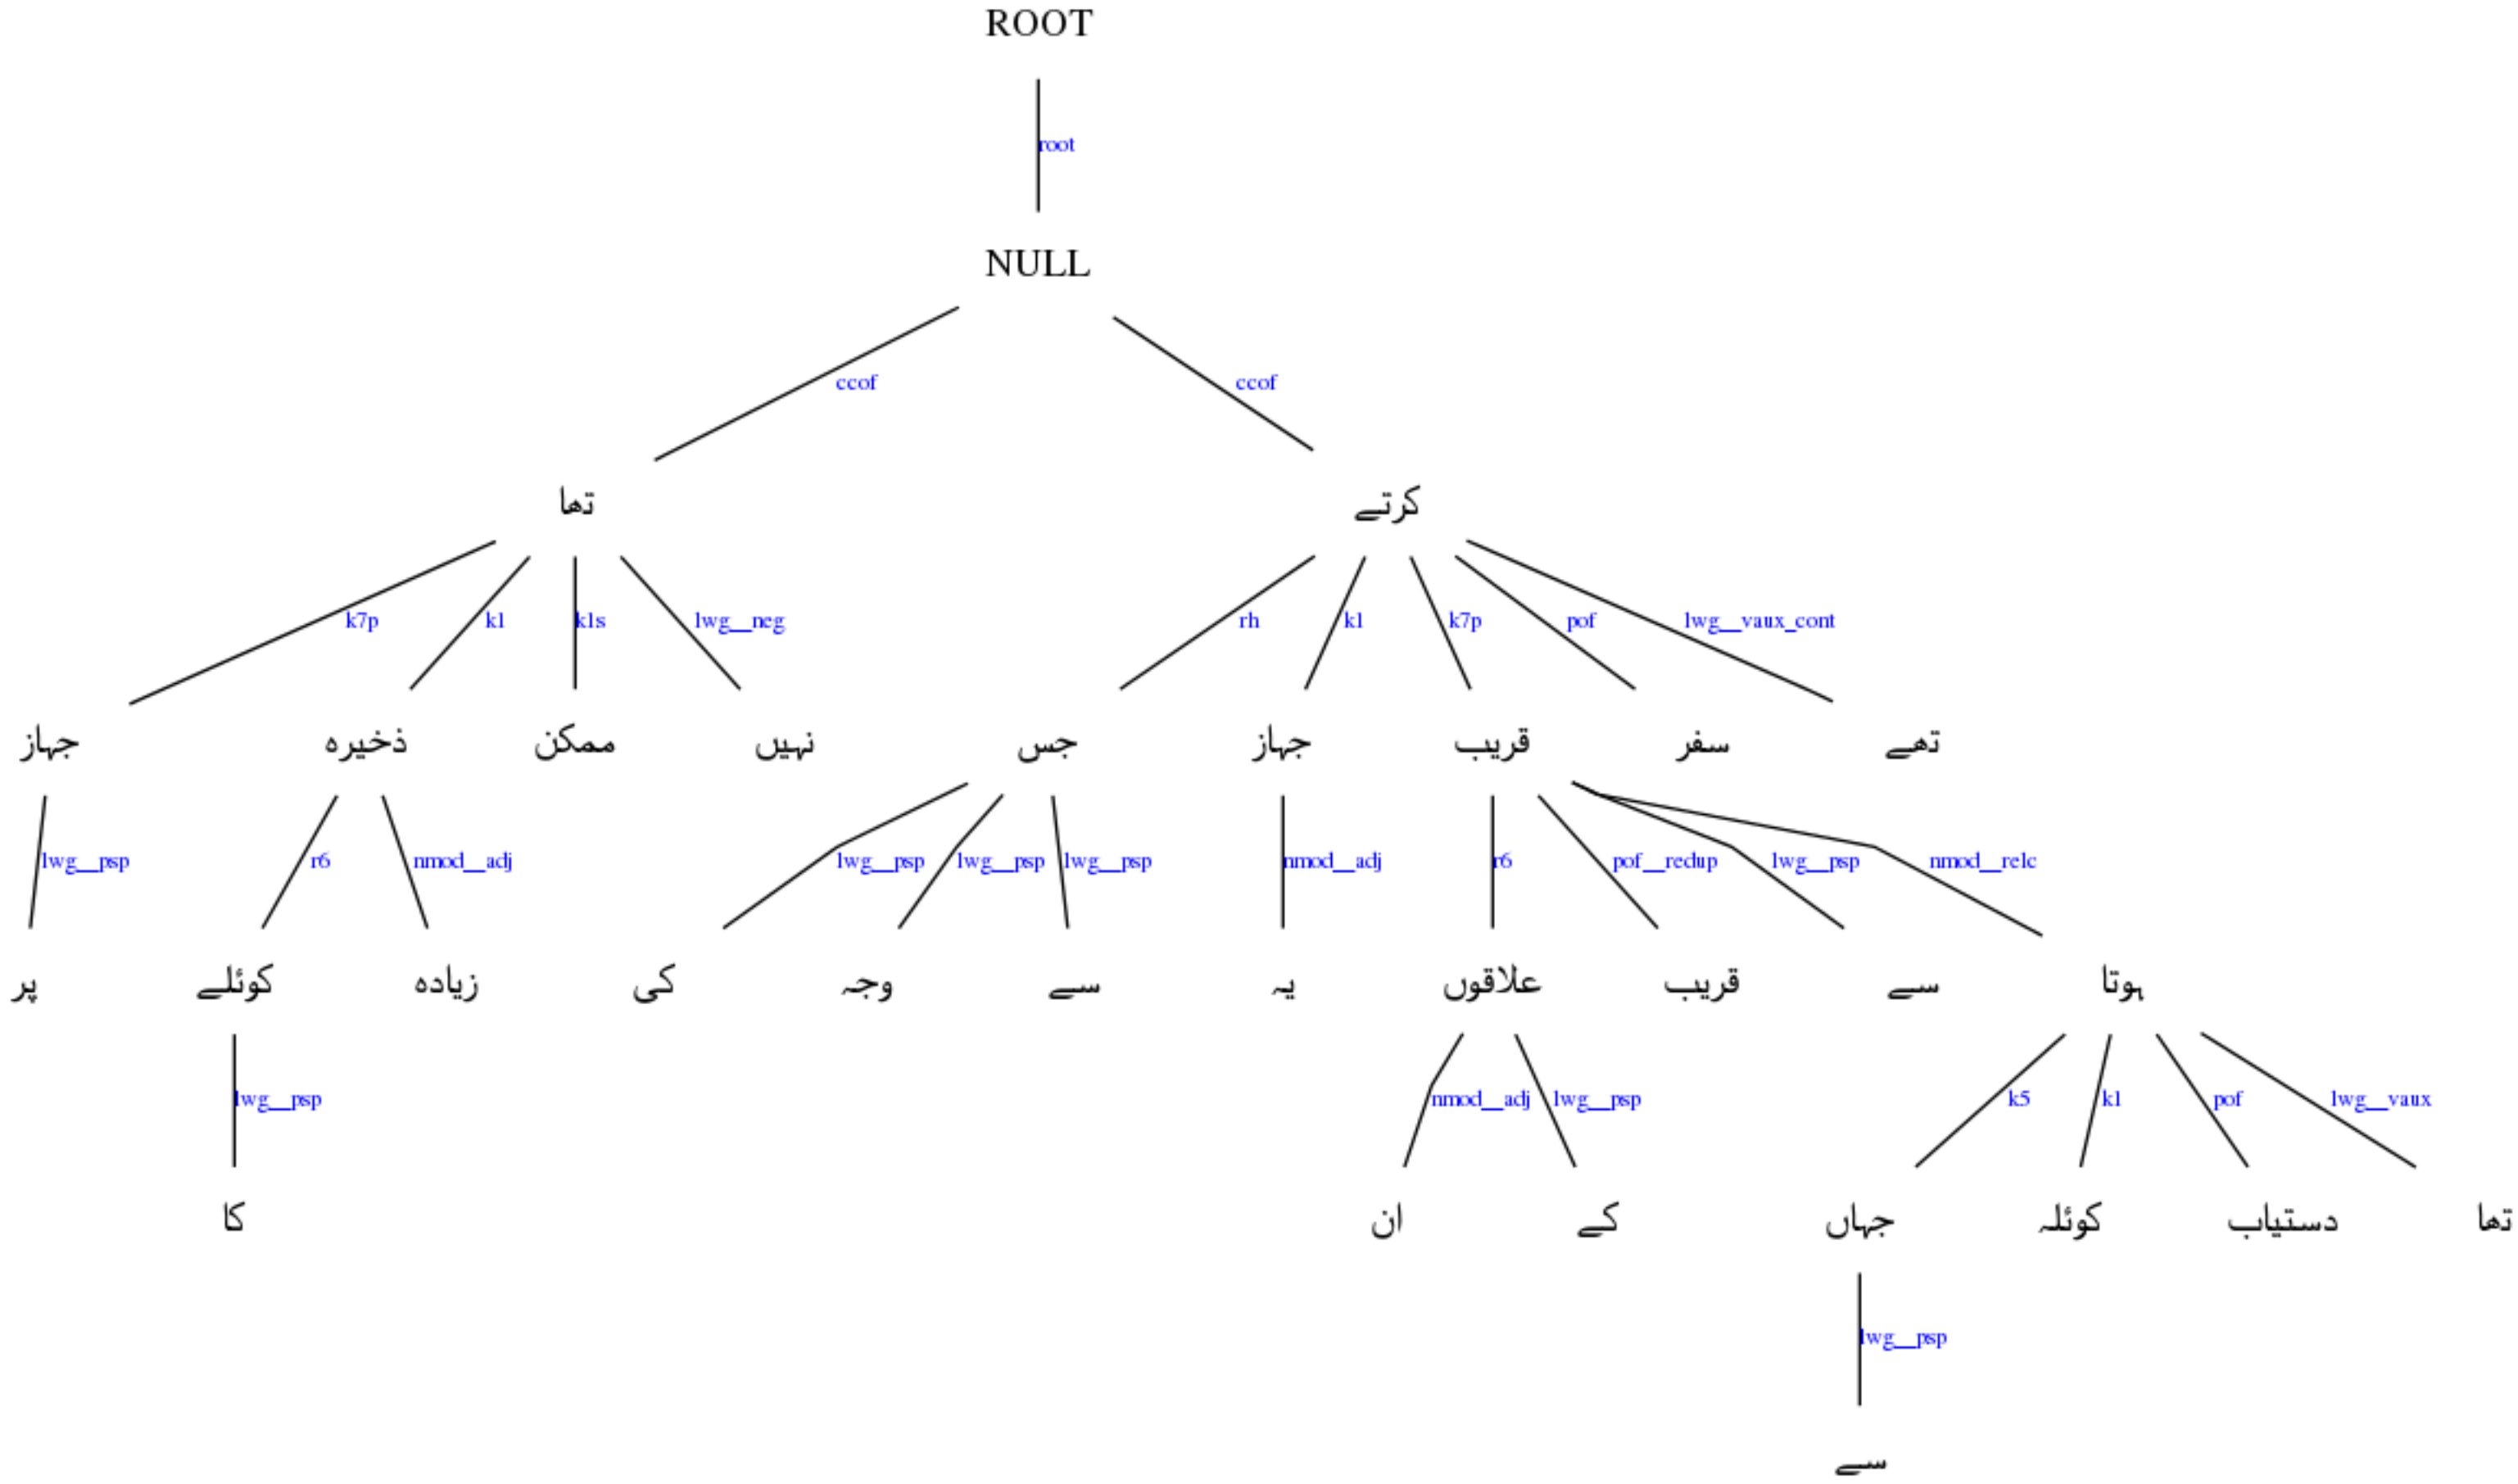 ROOT
root
NULL
ccof ccof
تھا کرتے
k7p k1 k1s lwg__neg rh k1 k7p pof lwg__vaux_cont
جہاز ذخیرہ ممکن نہیں جس جہاز قریب سفر تھے
lwg__psp r6 nmod__adj lwg__psp lwg__psp lwg__psp nmod__adj r6 pof__redup lwg__psp nmod__relc
پر کوئلے زیادہ کی وجہ سے یہ علاقوں قریب سے ہوتا
lwg__psp nmod__adj lwg__psp k5 k1 pof lwg__vaux
کا ان کے جہاں کوئلہ دستیاب تھا
lwg__psp
سے